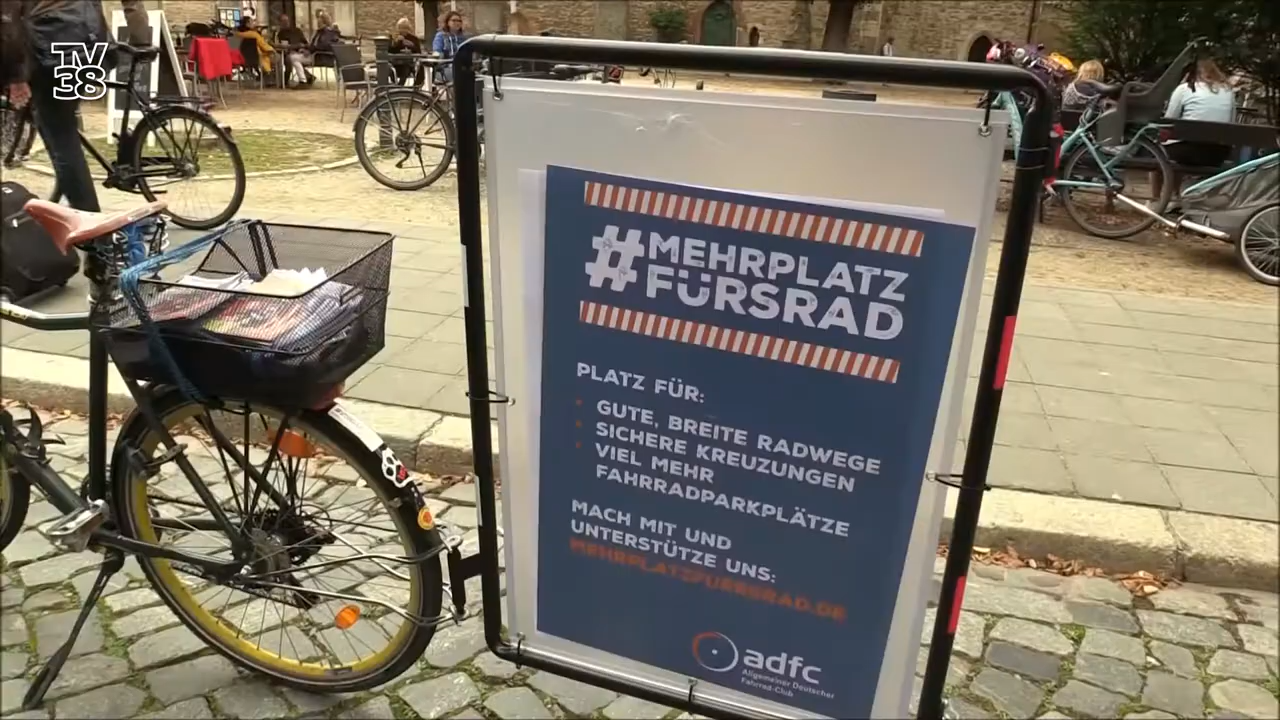 TV
38
#MEHRPLATZ
FÜRSRAD
PLATZ FÜR:
GUTE, BREITE RADWEGE
SICHERE KREUZUNGEN
VIEL MEHR
FAHRRADPARKPLÄTZE
MACH MIT UND
UNTERSTÜTZE UNS:
MEHRPLATZFUERSRAD.DE
adfc
Allgemeiner Deutscher
Fahrrad-Club